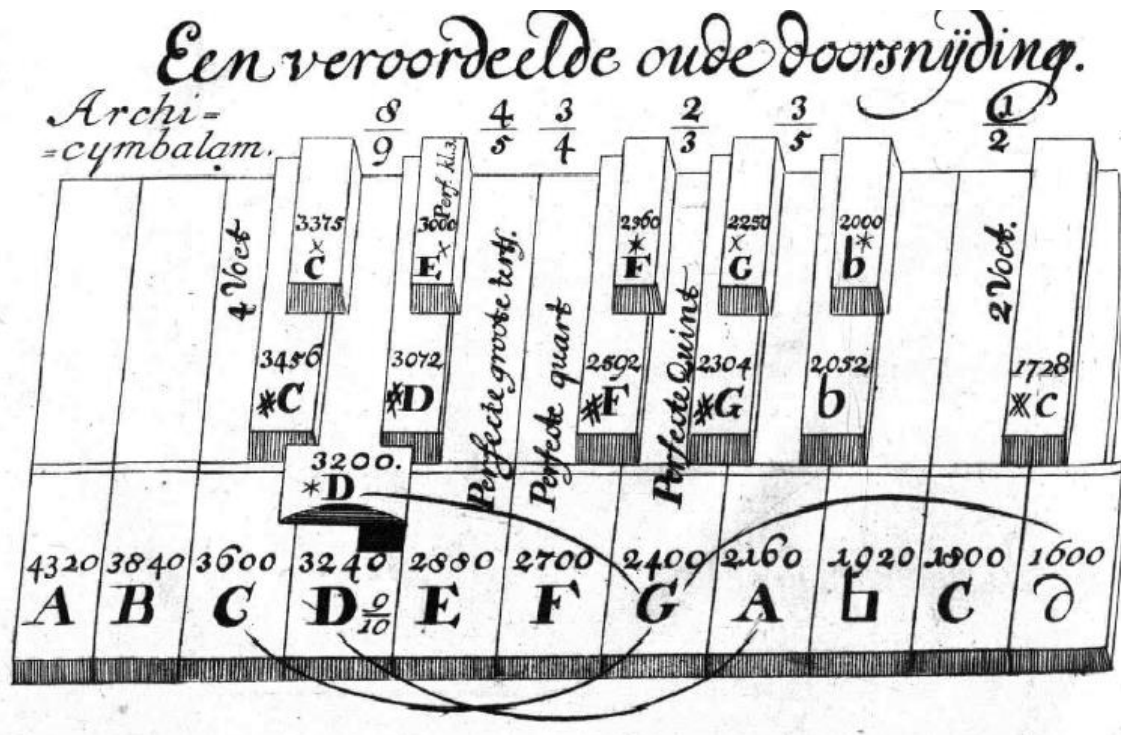 Een veroordeelde oude doorsnijding.
Archi=
=cymbalam.
8/9 4/5 3/4 2/3 3/5 1/2
4 Voet
Perf. kl. 3.
Perfecte groote terts.
Perfecte quart
Perfecte Quint
2 Voet.
3375 3000 2560 2250 2000
× × * × *
C E F G b
3456 3072 2592 2304 2052 1728
※C ※D ※F ※G b ※C
3200.
*D
4320 3840 3600 3240 2880 2700 2400 2160 1920 1800 1600
A B C D 9/10 E F G A ♮ C d